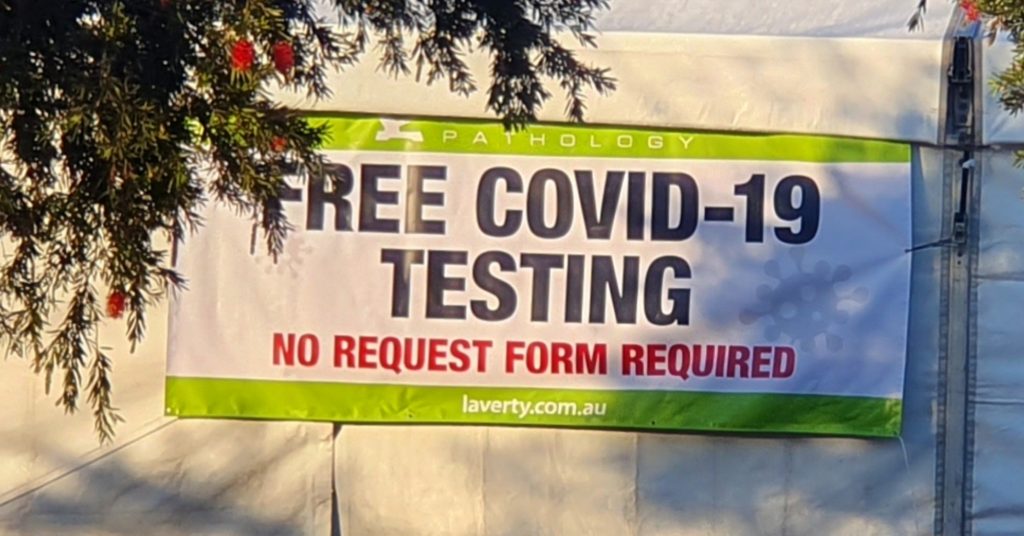 PATHOLOGY
FREE COVID-19
TESTING
NO REQUEST FORM REQUIRED
laverty.com.au